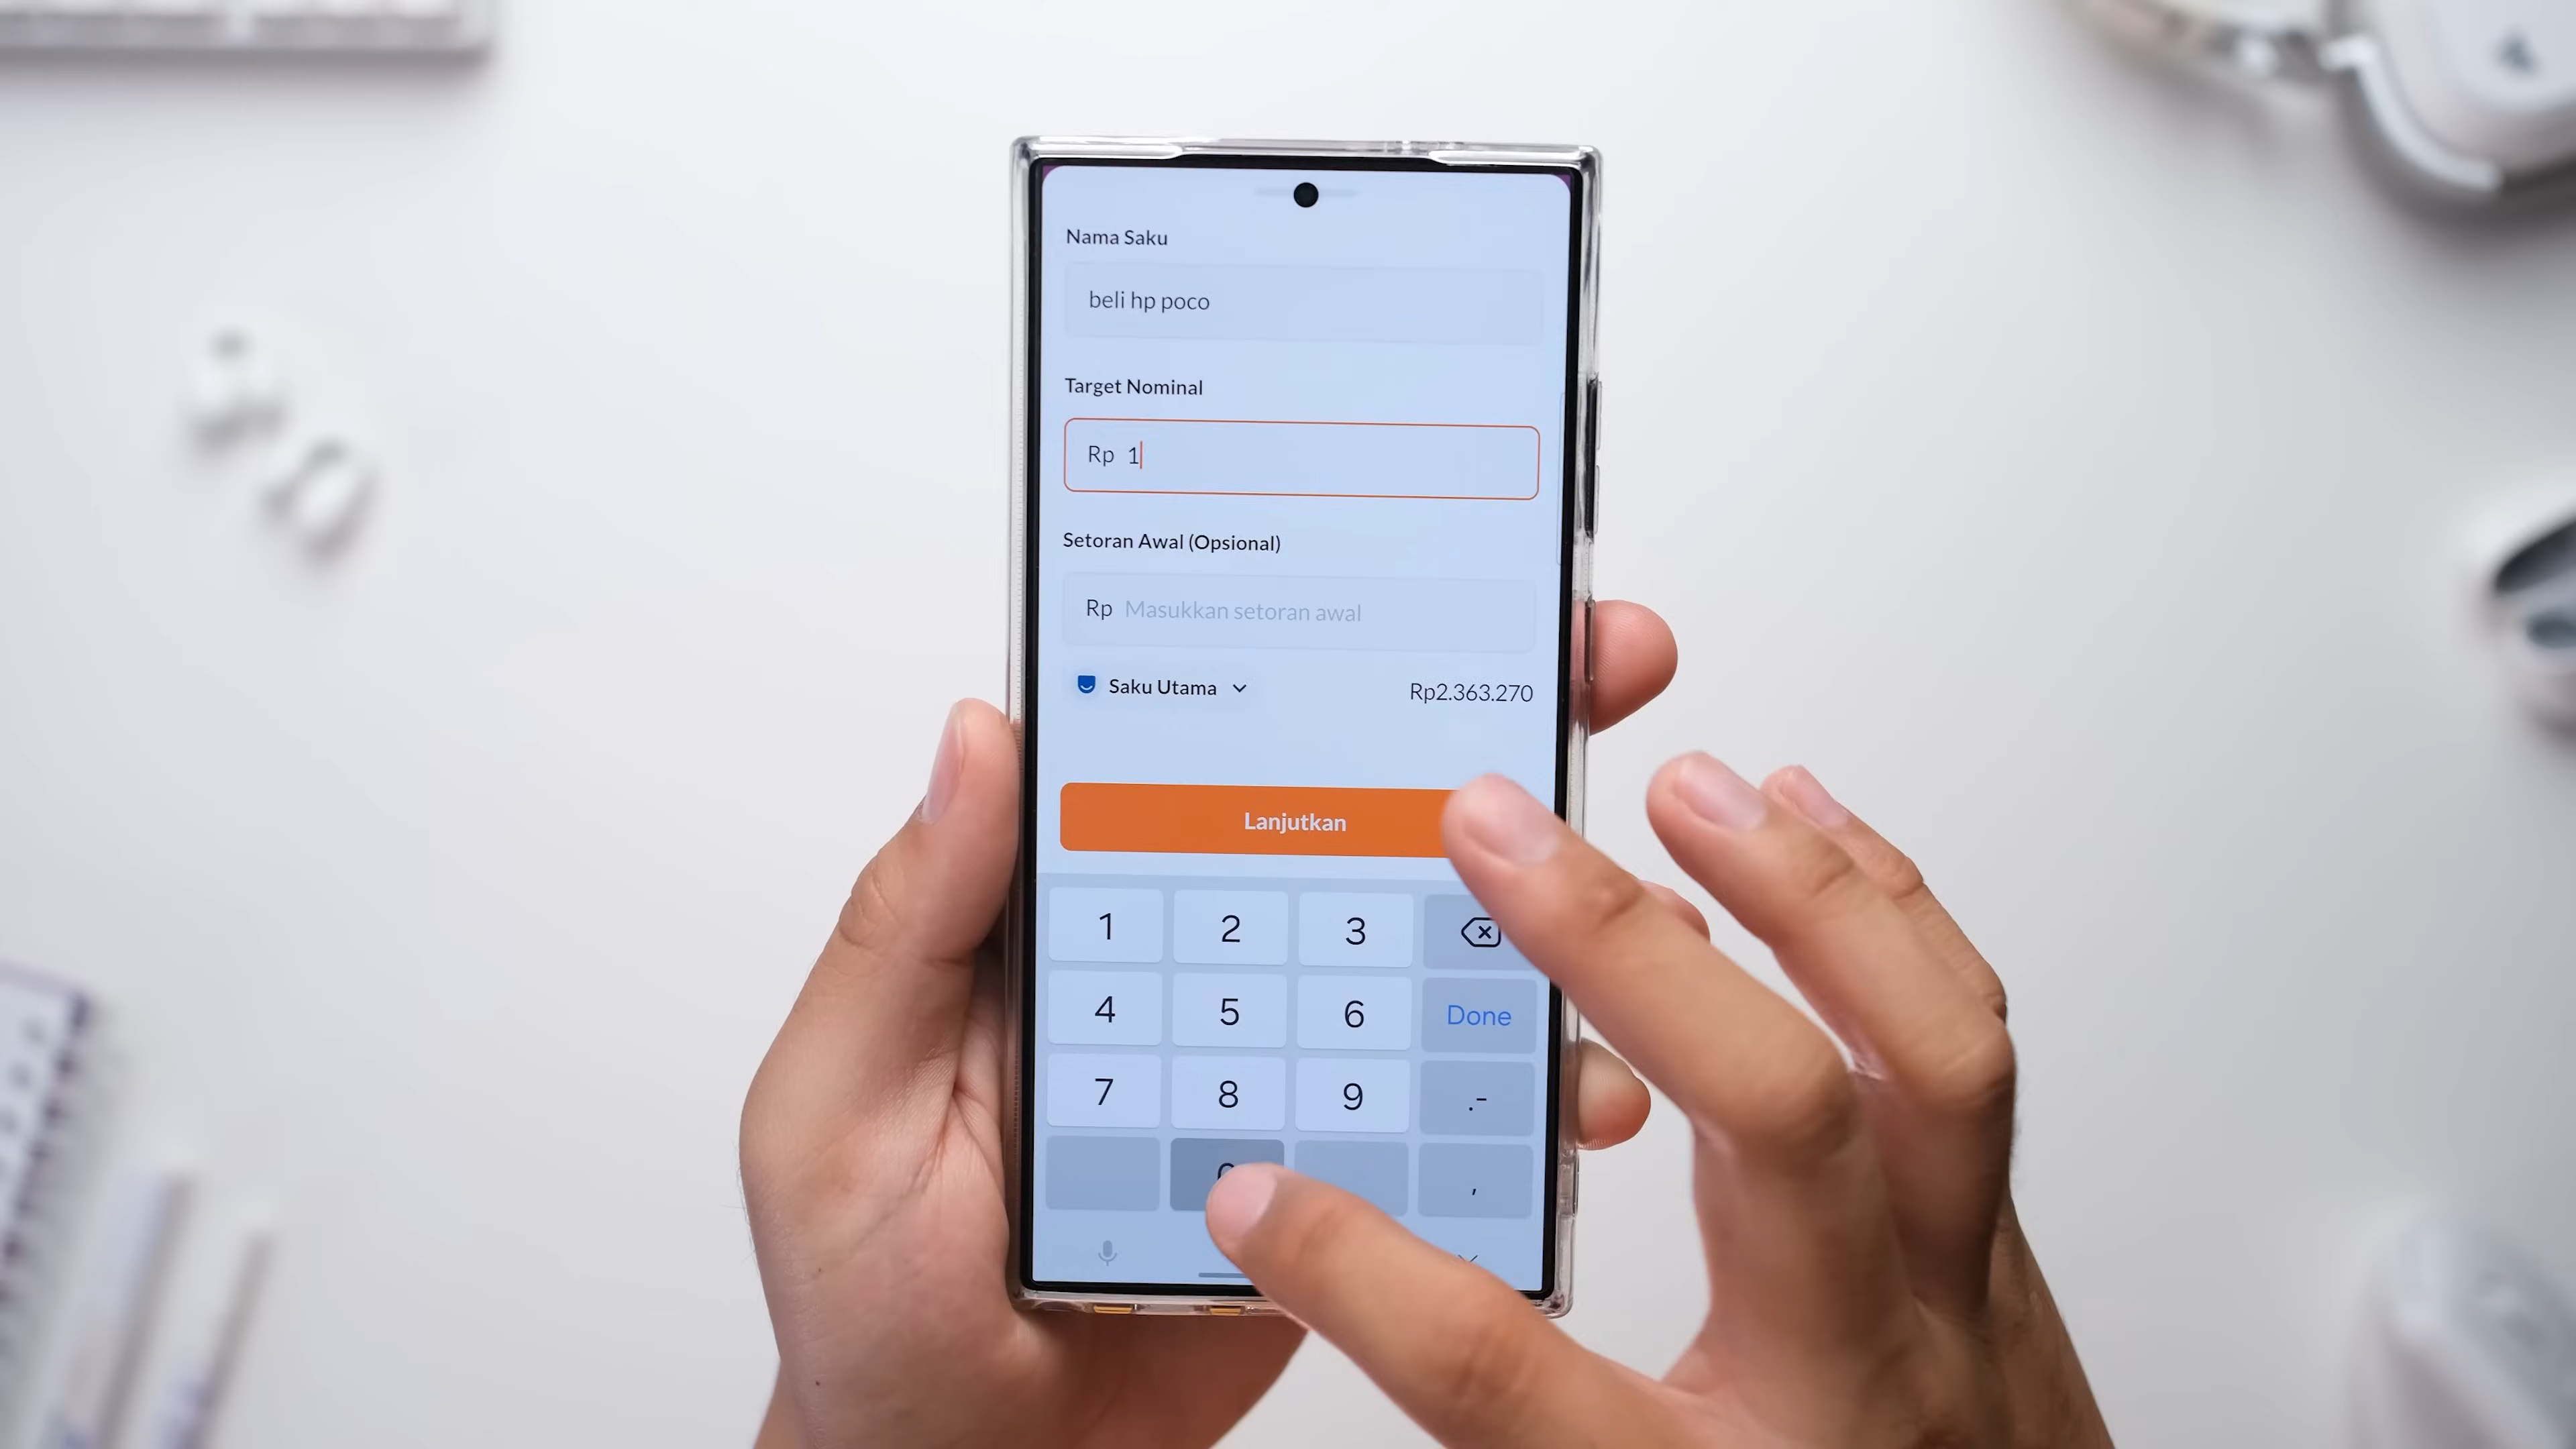 Nama Saku
beli hp poco
Target Nominal
Rp 1
Setoran Awal (Opsional)
Rp Masukkan setoran awal
Saku Utama Rp2.363.270
Lanjutkan
1 2 3
4 5 6 Done
7 8 9 .-
,